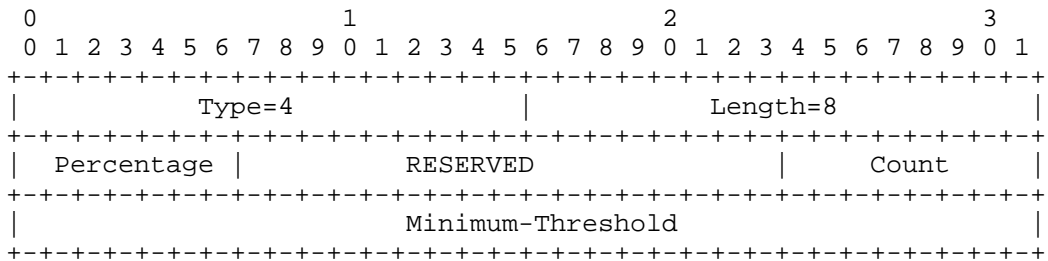 0                   1                   2                   3
 0 1 2 3 4 5 6 7 8 9 0 1 2 3 4 5 6 7 8 9 0 1 2 3 4 5 6 7 8 9 0 1
+-+-+-+-+-+-+-+-+-+-+-+-+-+-+-+-+-+-+-+-+-+-+-+-+-+-+-+-+-+-+-+-+
|           Type=4              |           Length=8            |
+-+-+-+-+-+-+-+-+-+-+-+-+-+-+-+-+-+-+-+-+-+-+-+-+-+-+-+-+-+-+-+-+
|  Percentage |          RESERVED               |     Count     |
+-+-+-+-+-+-+-+-+-+-+-+-+-+-+-+-+-+-+-+-+-+-+-+-+-+-+-+-+-+-+-+-+
|                        Minimum-Threshold                      |
+-+-+-+-+-+-+-+-+-+-+-+-+-+-+-+-+-+-+-+-+-+-+-+-+-+-+-+-+-+-+-+-+